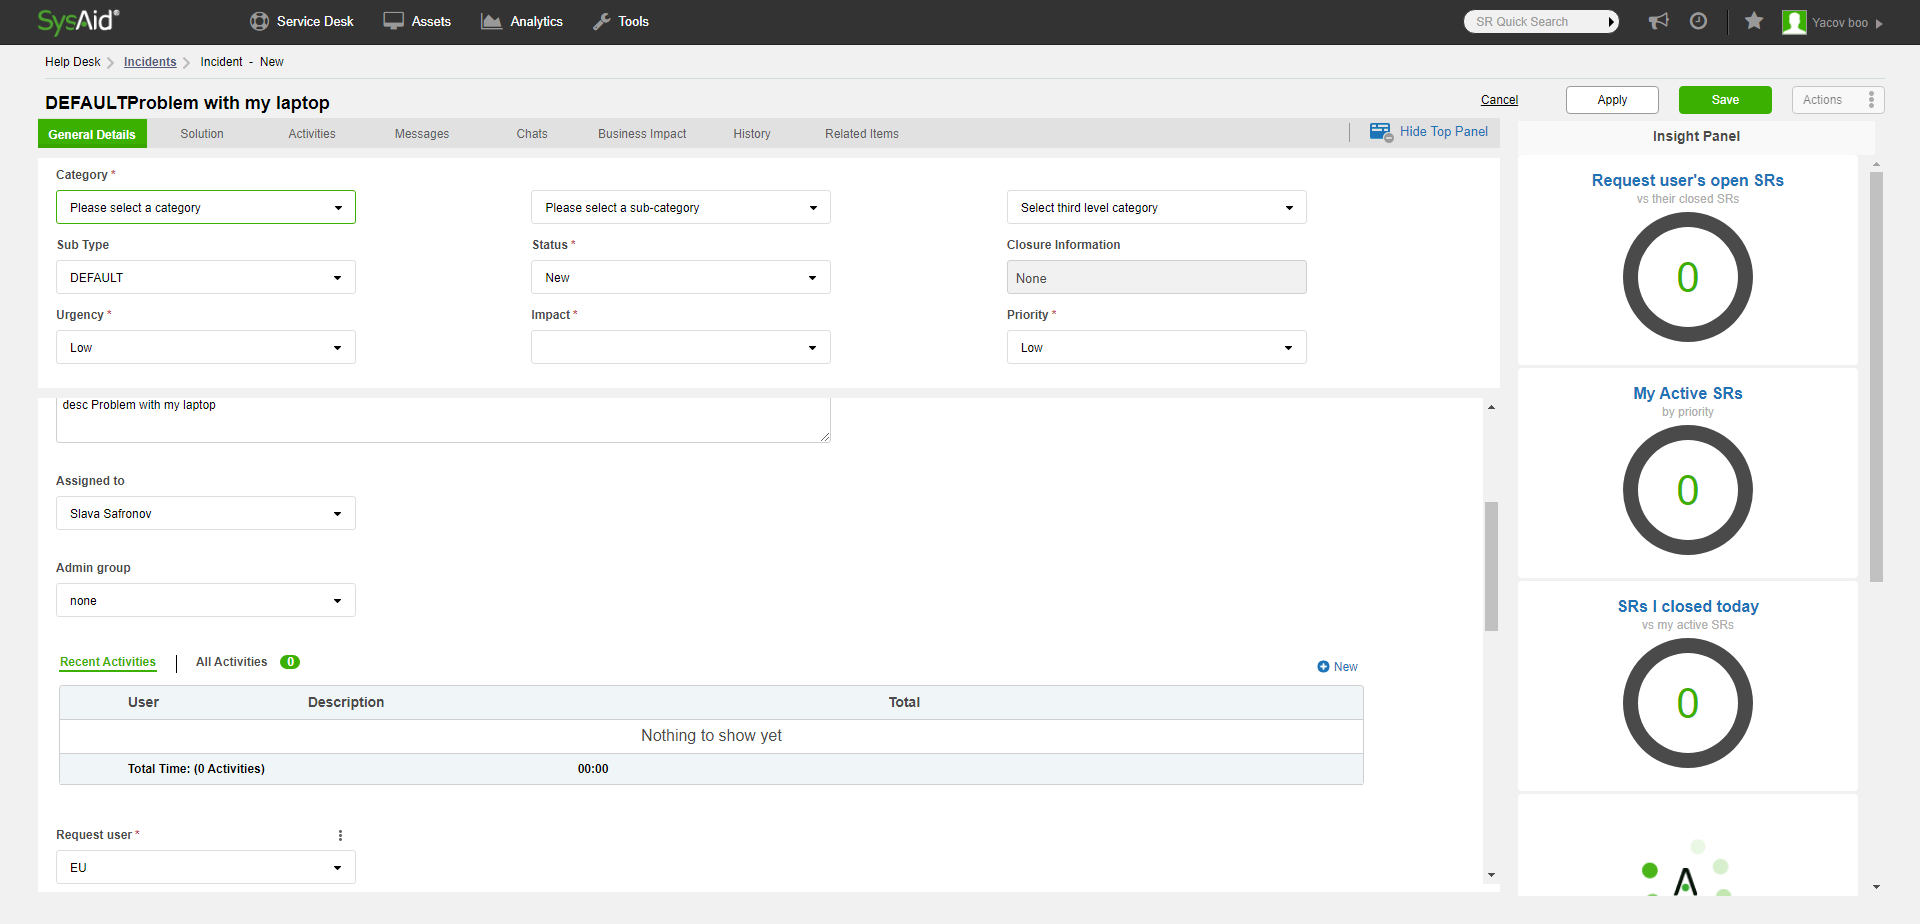 SysAid®
Service Desk
Assets
Analytics
Tools
SR Quick Search
Yacov boo
Help Desk
Incidents
Incident - New
DEFAULTProblem with my laptop
Cancel
Apply
Save
Actions
General Details
Solution
Activities
Messages
Chats
Business Impact
History
Related Items
Hide Top Panel
Category *
Please select a category
Please select a sub-category
Select third level category
Sub Type
Status *
Closure Information
DEFAULT
New
None
Urgency *
Impact *
Priority *
Low
Low
desc Problem with my laptop
Assigned to
Slava Safronov
Admin group
none
Recent Activities
All Activities 0
New
User
Description
Total
Nothing to show yet
Total Time: (0 Activities)
00:00
Request user *
EU
Insight Panel
Request user's open SRs
vs their closed SRs
0
My Active SRs
by priority
0
SRs I closed today
vs my active SRs
0